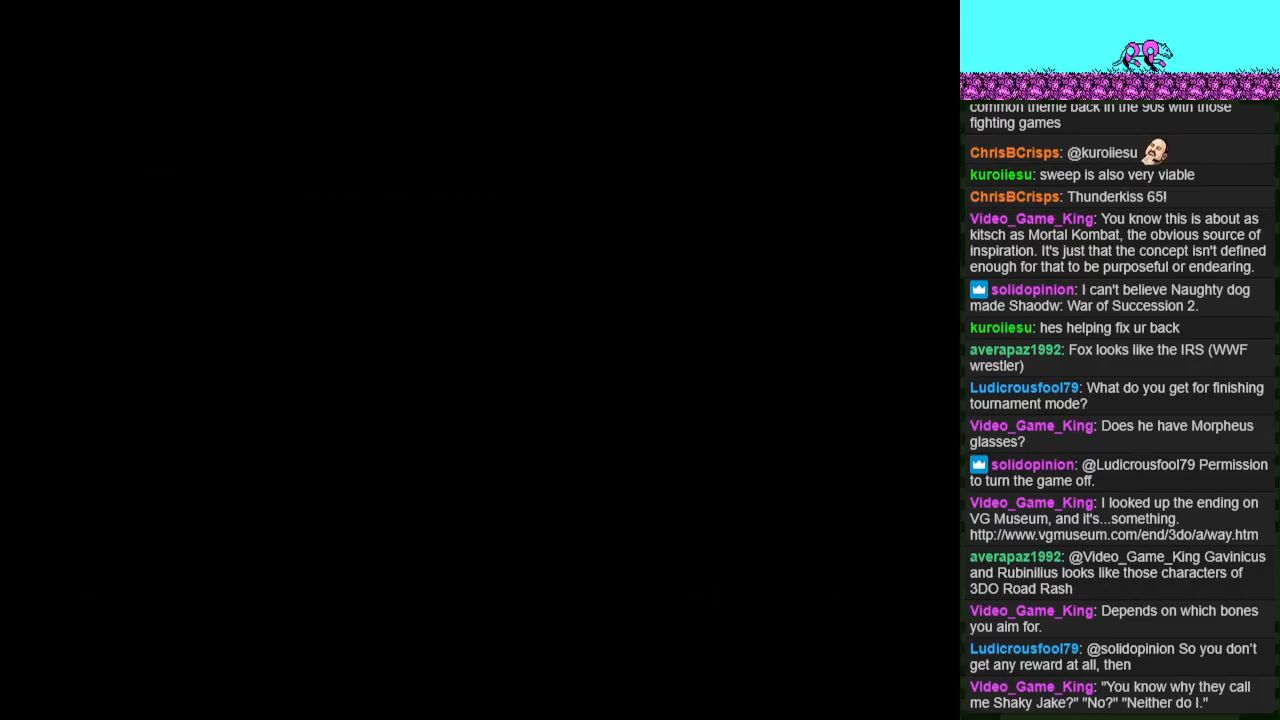 common theme back in the 90s with those
fighting games
ChrisBCrisps: @kuroiiesu
kuroiiesu: sweep is also very viable
ChrisBCrisps: Thunderkiss 65!
Video_Game_King: You know this is about as
kitsch as Mortal Kombat, the obvious source of
inspiration. It's just that the concept isn't defined
enough for that to be purposeful or endearing.
solidopinion: I can't believe Naughty dog
made Shaodw: War of Succession 2.
kuroiiesu: hes helping fix ur back
averapaz1992: Fox looks like the IRS (WWF
wrestler)
Ludicrousfool79: What do you get for finishing
tournament mode?
Video_Game_King: Does he have Morpheus
glasses?
solidopinion: @Ludicrousfool79 Permission
to turn the game off.
Video_Game_King: I looked up the ending on
VG Museum, and it's...something.
http://www.vgmuseum.com/end/3do/a/way.htm
averapaz1992: @Video_Game_King Gavinicus
and Rubinilius looks like those characters of
3DO Road Rash
Video_Game_King: Depends on which bones
you aim for.
Ludicrousfool79: @solidopinion So you don't
get any reward at all, then
Video_Game_King: "You know why they call
me Shaky Jake?" "No?" "Neither do I."